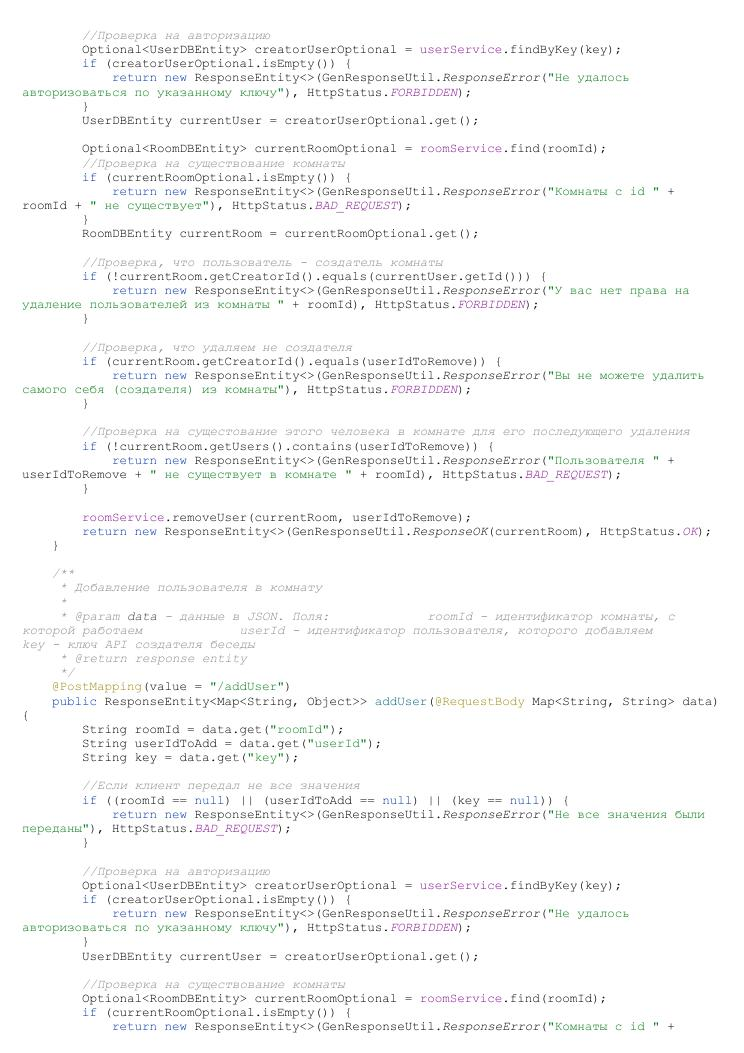 //Проверка на авторизацию
Optional<UserDBEntity> creatorUserOptional = userService.findByKey(key);
if (creatorUserOptional.isEmpty()) {
return new ResponseEntity<>(GenResponseUtil.ResponseError("Не удалось
авторизоваться по указанному ключу"), HttpStatus.FORBIDDEN);
}
UserDBEntity currentUser = creatorUserOptional.get();
Optional<RoomDBEntity> currentRoomOptional = roomService.find(roomId);
//Проверка на существование комнаты
if (currentRoomOptional.isEmpty()) {
return new ResponseEntity<>(GenResponseUtil.ResponseError("Комнаты с id " +
roomId + " не существует"), HttpStatus.BAD_REQUEST);
}
RoomDBEntity currentRoom = currentRoomOptional.get();
//Проверка, что пользователь - создатель комнаты
if (!currentRoom.getCreatorId().equals(currentUser.getId())) {
return new ResponseEntity<>(GenResponseUtil.ResponseError("У вас нет права на
удаление пользователей из комнаты " + roomId), HttpStatus.FORBIDDEN);
}
//Проверка, что удаляем не создателя
if (currentRoom.getCreatorId().equals(userIdToRemove)) {
return new ResponseEntity<>(GenResponseUtil.ResponseError("Вы не можете удалить
самого себя (создателя) из комнаты"), HttpStatus.FORBIDDEN);
}
//Проверка на сущестование этого человека в комнате для его последующего удаления
if (!currentRoom.getUsers().contains(userIdToRemove)) {
return new ResponseEntity<>(GenResponseUtil.ResponseError("Пользователя " +
userIdToRemove + " не существует в комнате " + roomId), HttpStatus.BAD_REQUEST);
}
roomService.removeUser(currentRoom, userIdToRemove);
return new ResponseEntity<>(GenResponseUtil.ResponseOK(currentRoom), HttpStatus.OK);
}
/**
* Добавление пользователя в комнату
*
* @param data - данные в JSON. Поля: roomId - идентификатор комнаты, с
которой работаем userId - идентификатор пользователя, которого добавляем
key - ключ API создателя беседы
* @return response entity
*/
@PostMapping(value = "/addUser")
public ResponseEntity<Map<String, Object>> addUser(@RequestBody Map<String, String> data)
{
String roomId = data.get("roomId");
String userIdToAdd = data.get("userId");
String key = data.get("key");
//Если клиент передал не все значения
if ((roomId == null) || (userIdToAdd == null) || (key == null)) {
return new ResponseEntity<>(GenResponseUtil.ResponseError("Не все значения были
переданы"), HttpStatus.BAD_REQUEST);
}
//Проверка на авторизацию
Optional<UserDBEntity> creatorUserOptional = userService.findByKey(key);
if (creatorUserOptional.isEmpty()) {
return new ResponseEntity<>(GenResponseUtil.ResponseError("Не удалось
авторизоваться по указанному ключу"), HttpStatus.FORBIDDEN);
}
UserDBEntity currentUser = creatorUserOptional.get();
//Проверка на существование комнаты
Optional<RoomDBEntity> currentRoomOptional = roomService.find(roomId);
if (currentRoomOptional.isEmpty()) {
return new ResponseEntity<>(GenResponseUtil.ResponseError("Комнаты с id " +